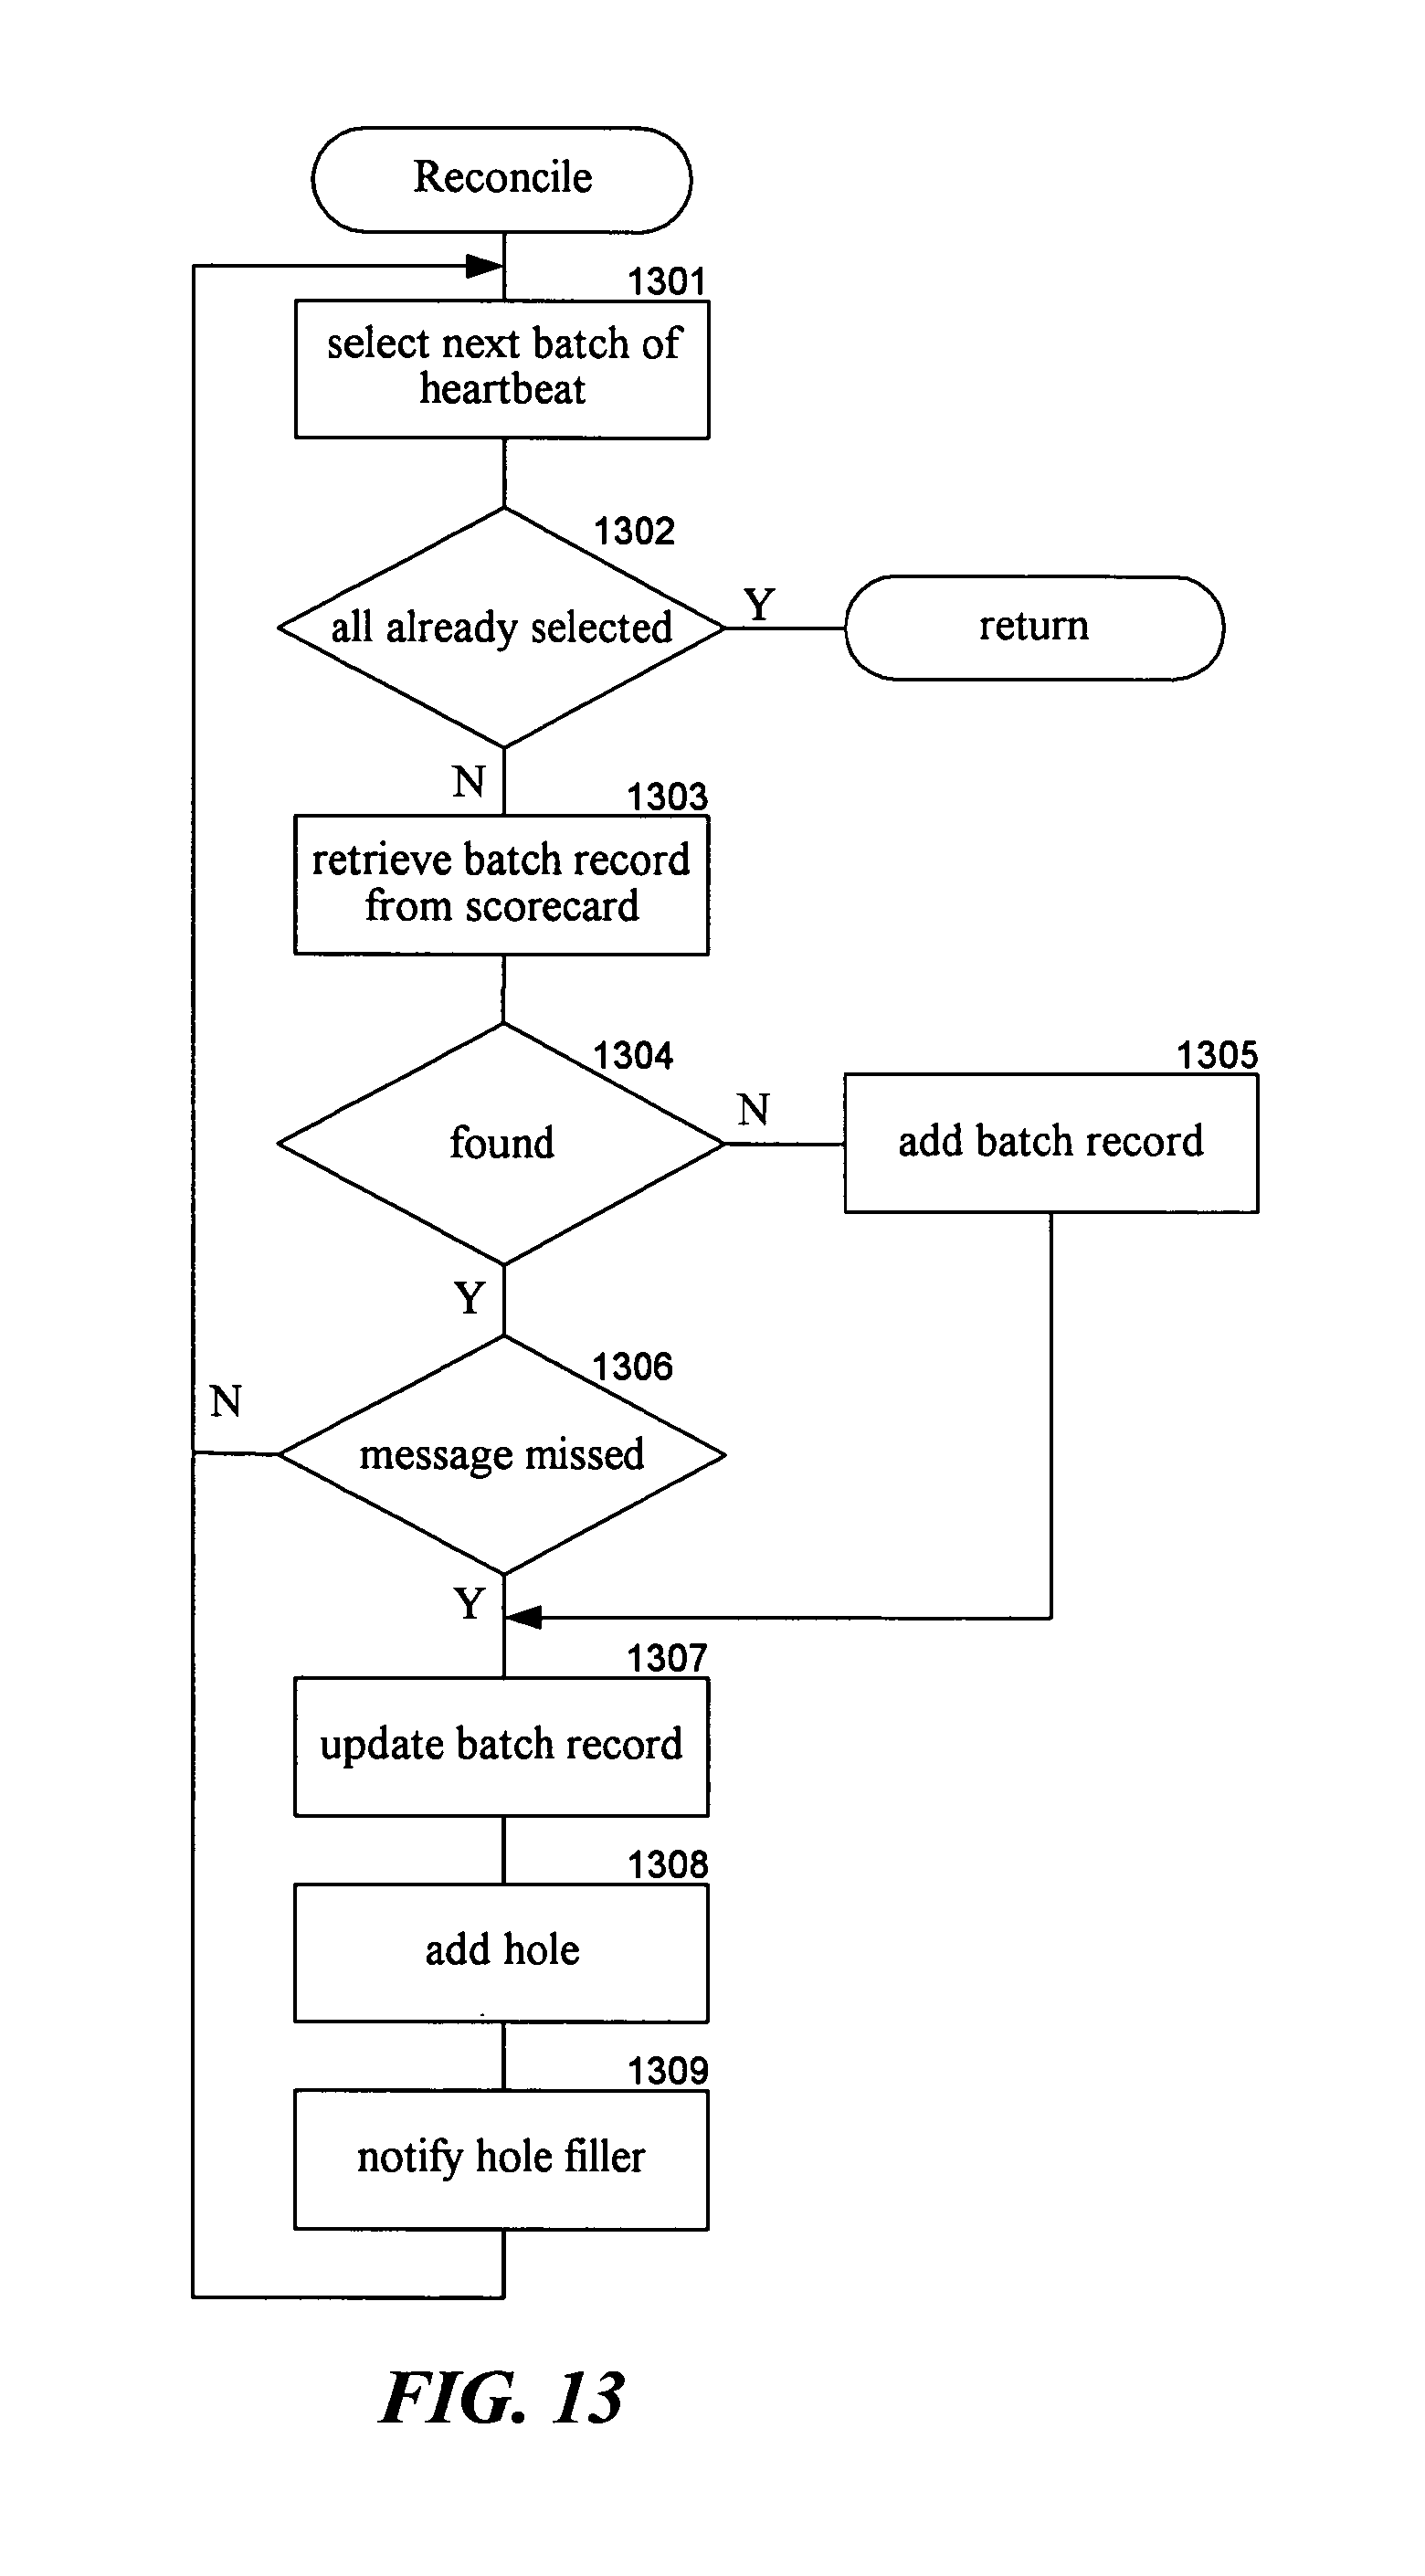 Reconcile
1301
select next batch of
heartbeat
1302
all already selected
Y
return
N
1303
retrieve batch record
from scorecard
1304
found
N
1305
add batch record
Y
1306
N
message missed
Y
1307
update batch record
1308
add hole
1309
notify hole filler
FIG. 13